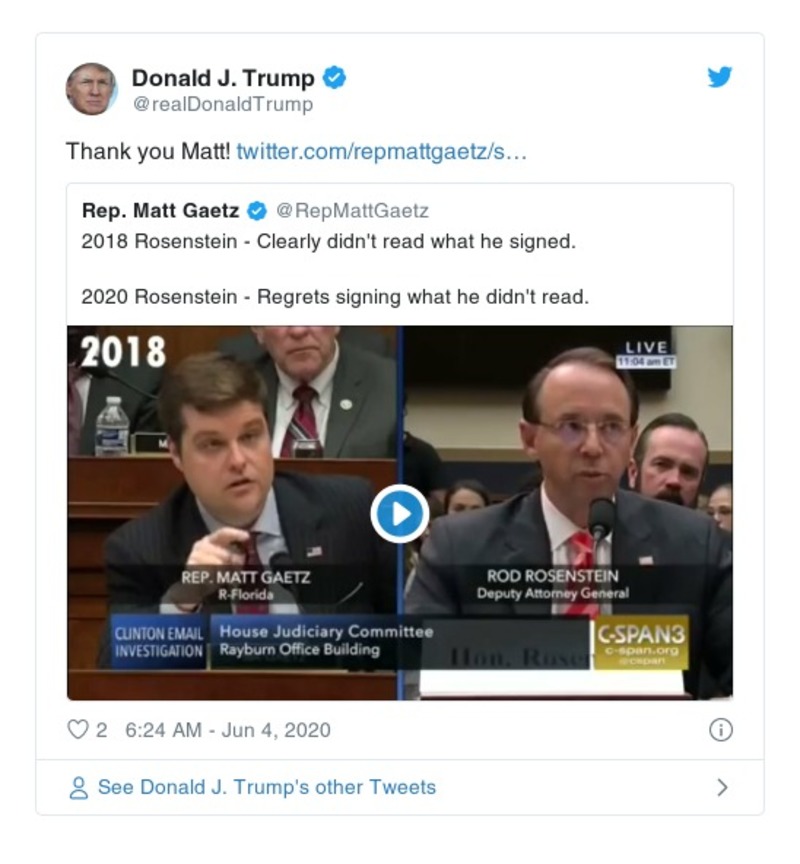 Donald J. Trump
@realDonaldTrump
Thank you Matt! twitter.com/repmattgaetz/s…
Rep. Matt Gaetz @RepMattGaetz
2018 Rosenstein - Clearly didn't read what he signed.
2020 Rosenstein - Regrets signing what he didn't read.
2018
LIVE
11:04 am ET
M
REP. MATT GAETZ
R-Florida
ROD ROSENSTEIN
Deputy Attorney General
CLINTON EMAIL
INVESTIGATION
House Judiciary Committee
Rayburn Office Building
Hon.
C-SPAN3
c-span.org
@cspan
2 6:24 AM - Jun 4, 2020
See Donald J. Trump's other Tweets